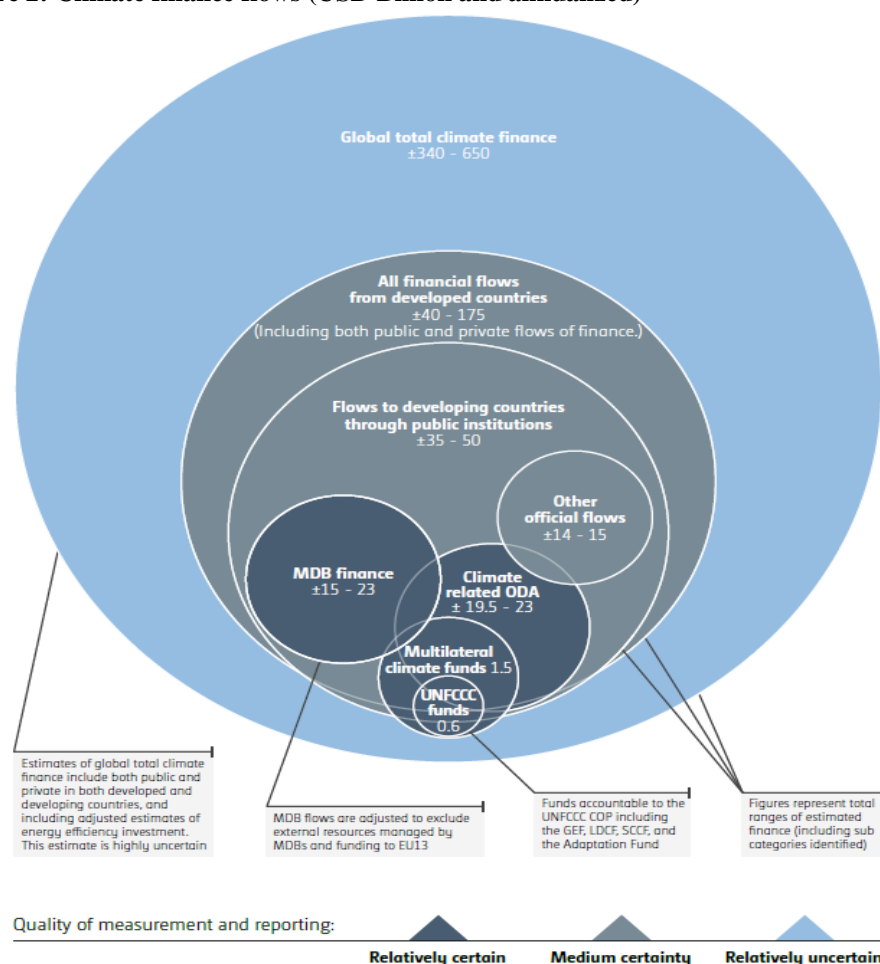 Global total climate finance
±340 - 650
All financial flows
from developed countries
±40 - 175
(Including both public and private flows of finance.)
Flows to developing countries
through public institutions
±35 - 50
Other
official flows
±14 - 15
MDB finance
±15 - 23
Climate
related ODA
± 19.5 - 23
Multilateral
climate funds 1.5
UNFCCC
funds
0.6
Estimates of global total climate
finance include both public and
private in both developed and
developing countries, and
including adjusted estimates of
energy efficiency investment.
This estimate is highly uncertain
MDB flows are adjusted to exclude
external resources managed by
MDBs and funding to EU13
Funds accountable to the
UNFCCC COP including
the GEF, LDCF, SCCF, and
the Adaptation Fund
Figures represent total
ranges of estimated
finance (including sub
categories identified)
Quality of measurement and reporting:
Relatively certain
Medium certainty
Relatively uncertain